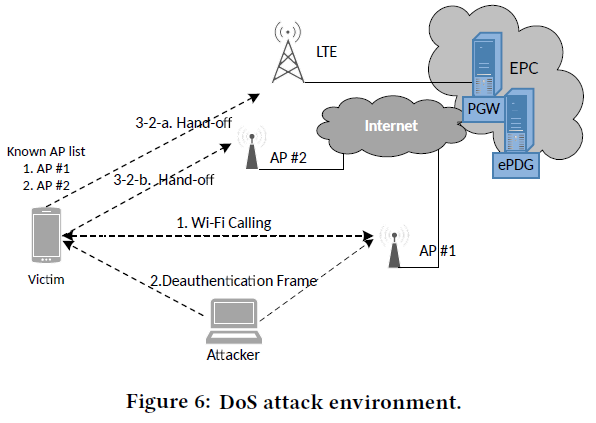 LTE
EPC
PGW
ePDG
Internet
3-2-a. Hand-off
AP #2
Known AP list
1. AP #1
2. AP #2
3-2-b. Hand-off
1. Wi-Fi Calling
AP #1
Victim
2.Deauthentication Frame
Attacker
Figure 6: DoS attack environment.